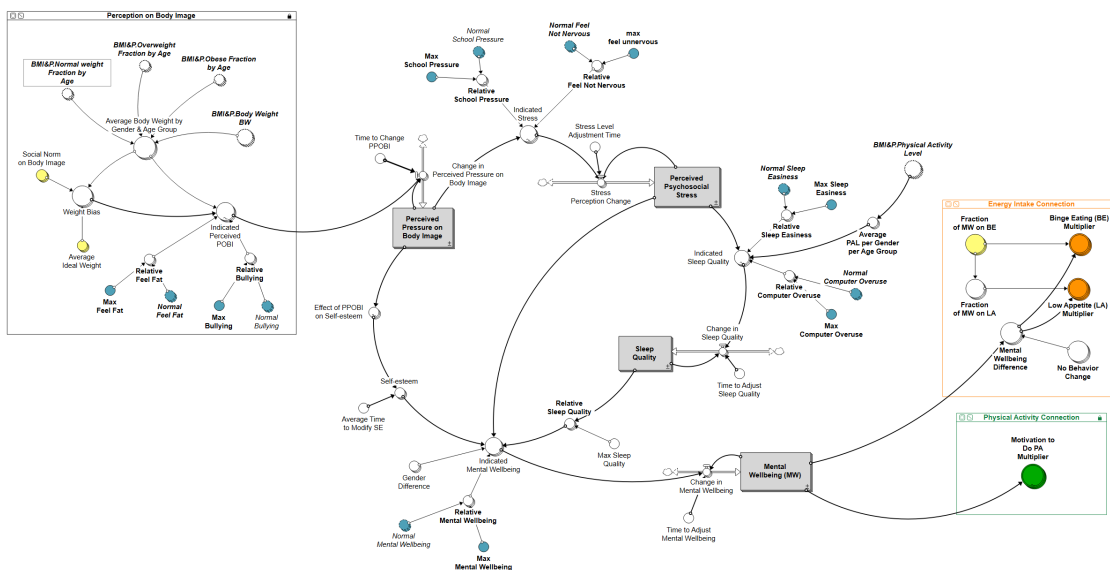 Perception on Body Image
BMI&P.Normal weight
Fraction by
Age
BMI&P.Overweight
Fraction by Age
BMI&P.Obese Fraction
by Age
BMI&P.Body Weight
BW
Average Body Weight by
Gender & Age Group
Social Norm
on Body Image
Weight Bias
Average
Ideal Weight
Indicated
Perceived
POBI
Relative
Feel Fat
Max
Feel Fat
Normal
Feel Fat
Relative
Bullying
Max
Bullying
Normal
Bullying
Time to Change
PPOBI
Change in
Perceived Pressure on
Body Image
Perceived
Pressure on
Body Image
Effect of PPOBI
on Self-esteem
Self-esteem
Average Time
to Modify SE
Normal
School Pressure
Max
School Pressure
Relative
School Pressure
Normal Feel
Not Nervous
max
feel unnervous
Relative
Feel Not Nervous
Indicated
Stress
Stress Level
Adjustment Time
Stress
Perception Change
Perceived
Psychosocial
Stress
Normal Sleep
Easiness
Max Sleep
Easiness
Relative
Sleep Easiness
BMI&P.Physical Activity
Level
Average
PAL per Gender
per Age Group
Indicated
Sleep Quality
Relative
Computer Overuse
Normal
Computer Overuse
Max
Computer Overuse
Change in
Sleep Quality
Sleep
Quality
Time to Adjust
Sleep Quality
Relative
Sleep Quality
Max Sleep
Quality
Indicated
Mental Wellbeing
Gender
Difference
Relative
Mental Wellbeing
Normal
Mental Wellbeing
Max
Mental Wellbeing
Change in
Mental Wellbeing
Time to Adjust
Mental Wellbeing
Mental
Wellbeing (MW)
Energy Intake Connection
Fraction
of MW on BE
Binge Eating (BE)
Multiplier
Fraction
of MW on LA
Low Appetite (LA)
Multiplier
Mental
Wellbeing
Difference
No Behavior
Change
Physical Activity Connection
Motivation to
Do PA
Multiplier